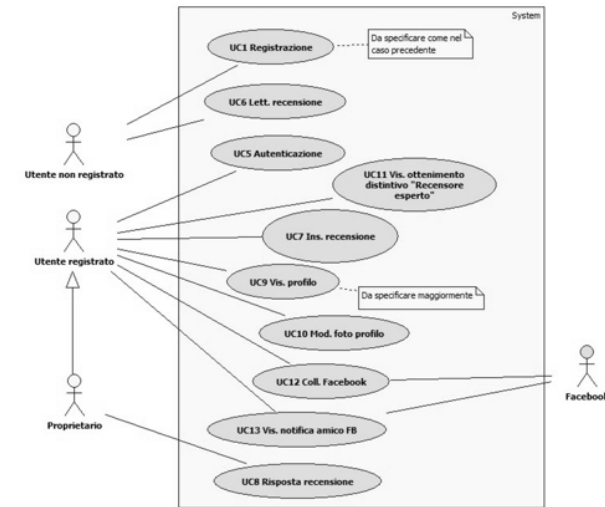 System
UC1 Registrazione
Da specificare come nel
caso precedente
UC6 Lett. recensione
Utente non registrato
UC5 Autenticazione
UC11 Vis. ottenimento
distintivo "Recensore
esperto"
UC7 Ins. recensione
Utente registrato
UC9 Vis. profilo
Da specificare maggiormente
UC10 Mod. foto profilo
UC12 Coll. Facebook
Facebook
UC13 Vis. notifica amico FB
Proprietario
UC8 Risposta recensione